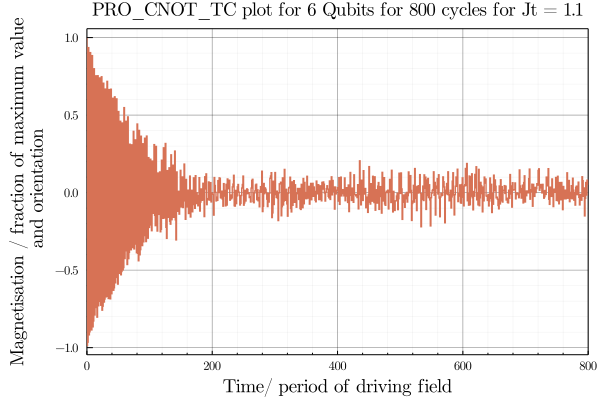 PRO_CNOT_TC plot for 6 Qubits for 800 cycles for Jt = 1.1
Magnetisation / fraction of maximum value
and orientation
1.0
0.5
0.0
−0.5
−1.0
0
200
400
600
800
Time/ period of driving field